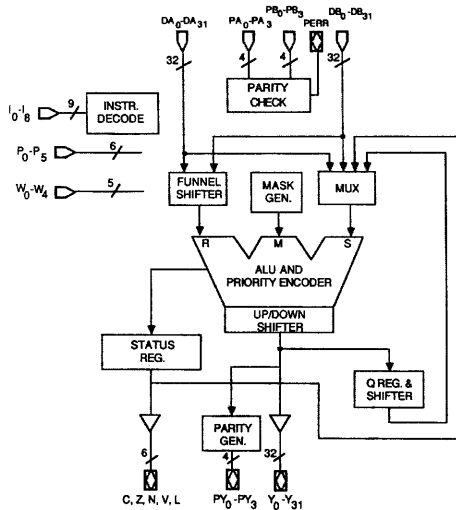 DA0-DA31
PA0-PA3
PB0-PB3
PERR
DB0-DB31
32
4
4
32
PARITY
CHECK
I0-I8
9
INSTR.
DECODE
P0-P5
6
W0-W4
5
FUNNEL
SHIFTER
MASK
GEN.
MUX
R
M
S
ALU AND
PRIORITY ENCODER
UP/DOWN
SHIFTER
STATUS
REG.
Q REG. &
SHIFTER
PARITY
GEN.
6
4
32
C, Z, N, V, L
PY0-PY3
Y0-Y31